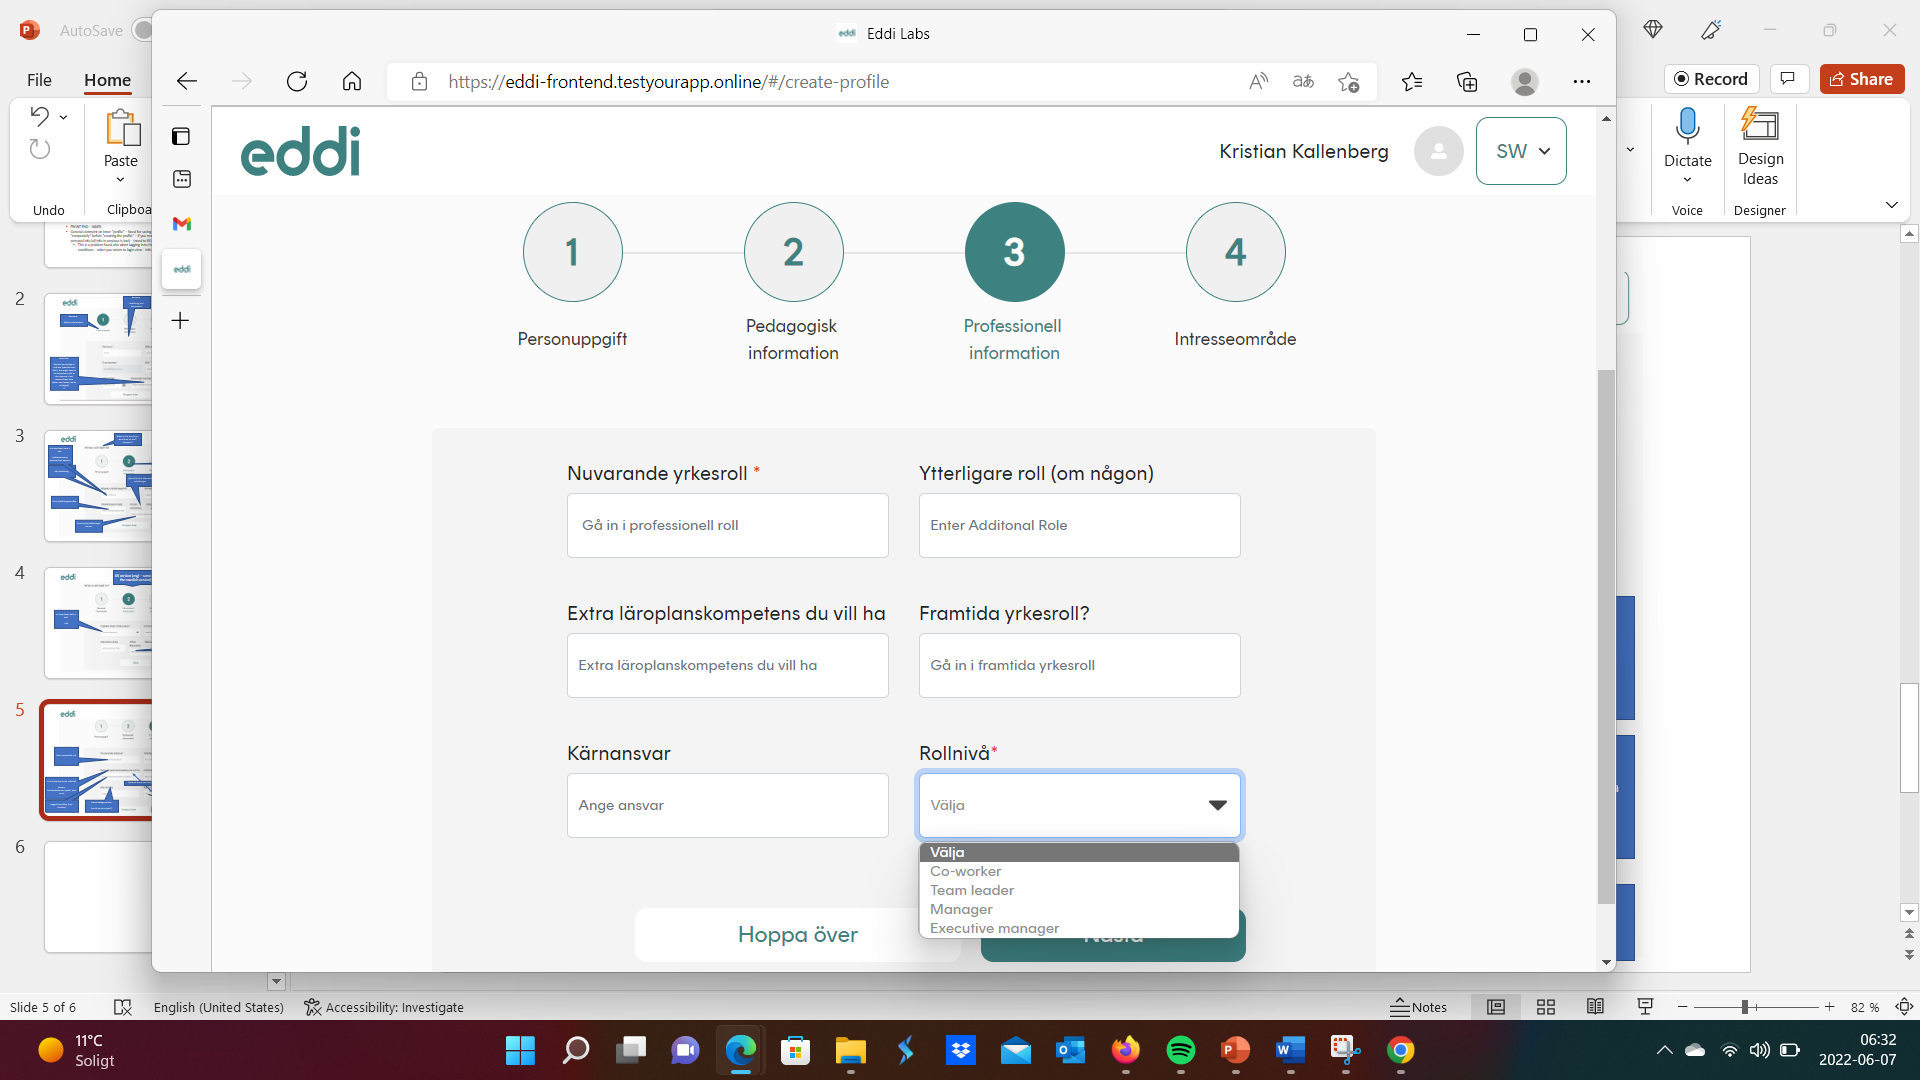 AutoSave
File
Home
Undo
Paste
Clipboa
2
3
4
5
6
Eddi Labs
https://eddi-frontend.testyourapp.online/#/create-profile
eddi
Kristian Kallenberg
SW
1
2
3
4
Personuppgift
Pedagogisk
information
Professionell
information
Intresseområde
Nuvarande yrkesroll *
Ytterligare roll (om någon)
Gå in i professionell roll
Enter Additonal Role
Extra läroplanskompetens du vill ha
Framtida yrkesroll?
Extra läroplanskompetens du vill ha
Gå in i framtida yrkesroll
Kärnansvar
Rollnivå*
Ange ansvar
Välja
Välja
Co-worker
Team leader
Manager
Executive manager
Hoppa över
Record
Share
Dictate
Voice
Design
Ideas
Designer
Slide 5 of 6
English (United States)
Accessibility: Investigate
Notes
82 %
11°C
Soligt
06:32
2022-06-07